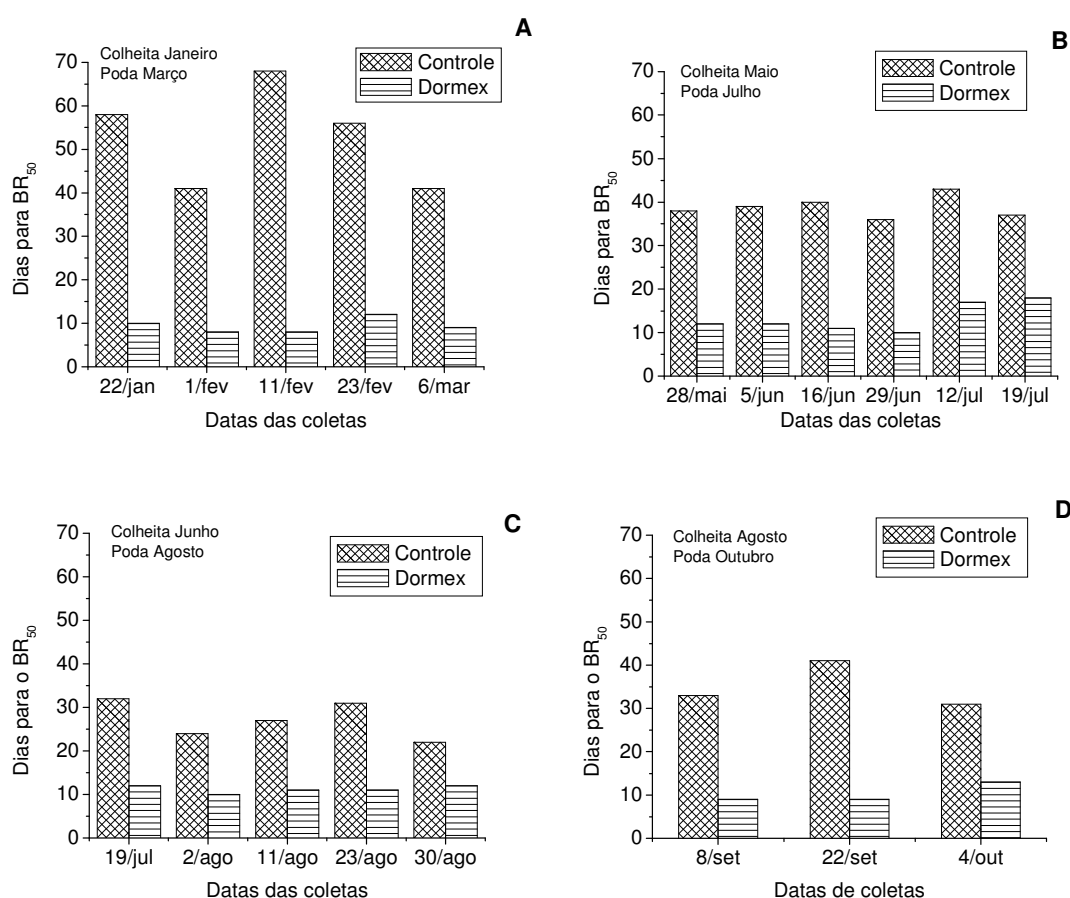 A
Colheita Janeiro
Poda Março
Controle
Dormex
70
60
50
40
30
20
10
0
Dias para BR50
22/jan 1/fev 11/fev 23/fev 6/mar
Datas das coletas
B
Colheita Maio
Poda Julho
Controle
Dormex
70
60
50
40
30
20
10
0
Dias para BR50
28/mai 5/jun 16/jun 29/jun 12/jul 19/jul
Datas das coletas
C
Colheita Junho
Poda Agosto
Controle
Dormex
70
60
50
40
30
20
10
0
Dias para o BR50
19/jul 2/ago 11/ago 23/ago 30/ago
Datas das coletas
D
Colheita Agosto
Poda Outubro
Controle
Dormex
70
60
50
40
30
20
10
0
Dias para o BR50
8/set 22/set 4/out
Datas de coletas